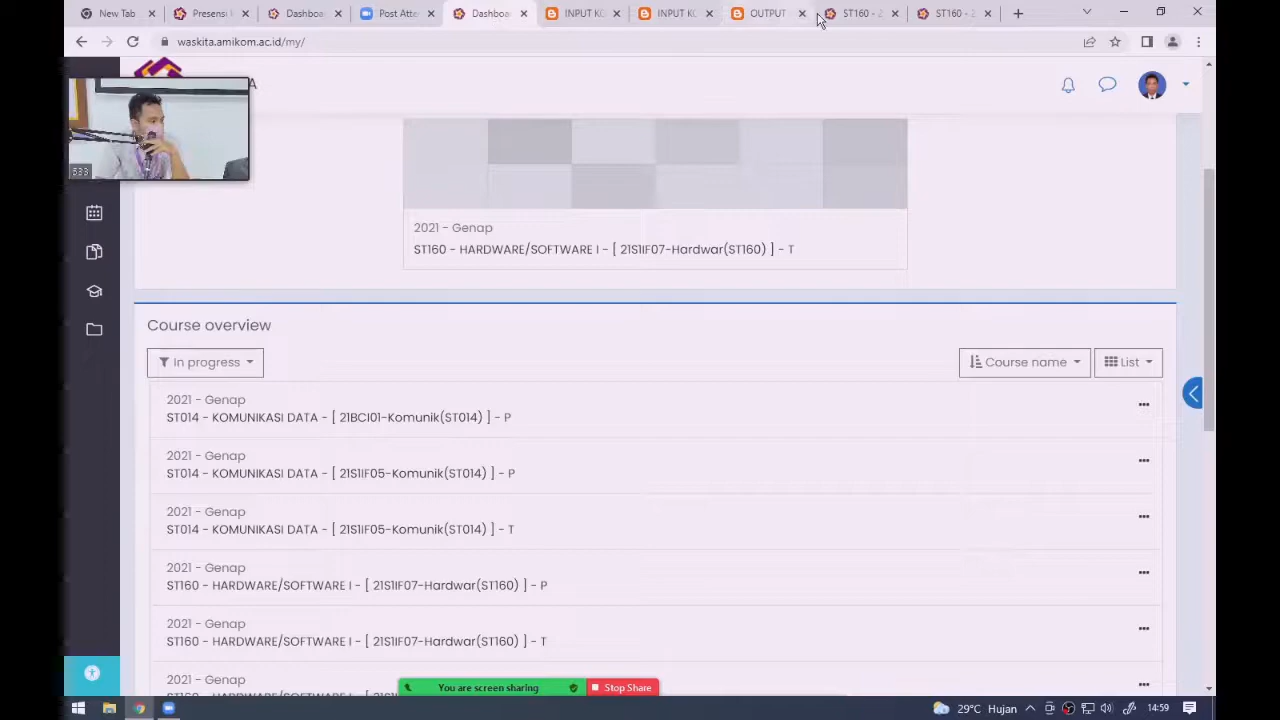 New Tab
Presensi
Dashboa
Post Atte
Dashboa
INPUT K
INPUT K
OUTPUT
ST160 - 2
ST160 - 2
waskita.amikom.ac.id/my/
A
533
2021 - Genap
ST160 - HARDWARE/SOFTWARE I - [ 21S1IF07-Hardwar(ST160) ] - T
Course overview
In progress
Course name
List
2021 - Genap
ST014 - KOMUNIKASI DATA - [ 21BCI01-Komunik(ST014) ] - P
2021 - Genap
ST014 - KOMUNIKASI DATA - [ 21S1IF05-Komunik(ST014) ] - P
2021 - Genap
ST014 - KOMUNIKASI DATA - [ 21S1IF05-Komunik(ST014) ] - T
2021 - Genap
ST160 - HARDWARE/SOFTWARE I - [ 21S1IF07-Hardwar(ST160) ] - P
2021 - Genap
ST160 - HARDWARE/SOFTWARE I - [ 21S1IF07-Hardwar(ST160) ] - T
2021 - Genap
You are screen sharing
Stop Share
29°C Hujan
14:59